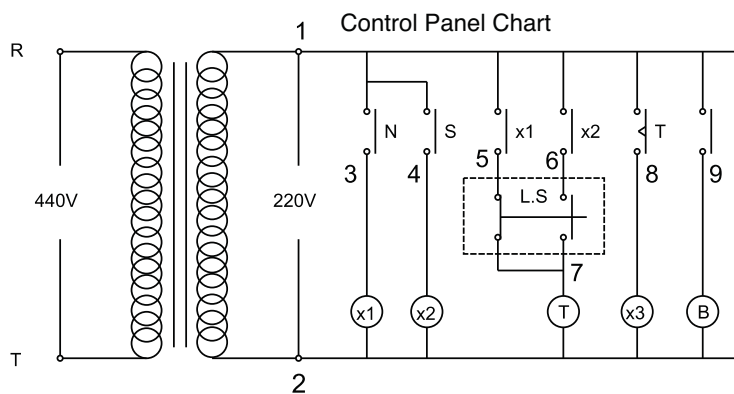 Control Panel Chart
R 1
N S x1 x2 T
3 4 5 6 8 9
440V 220V L.S
7
x1 x2 T x3 B
T 2